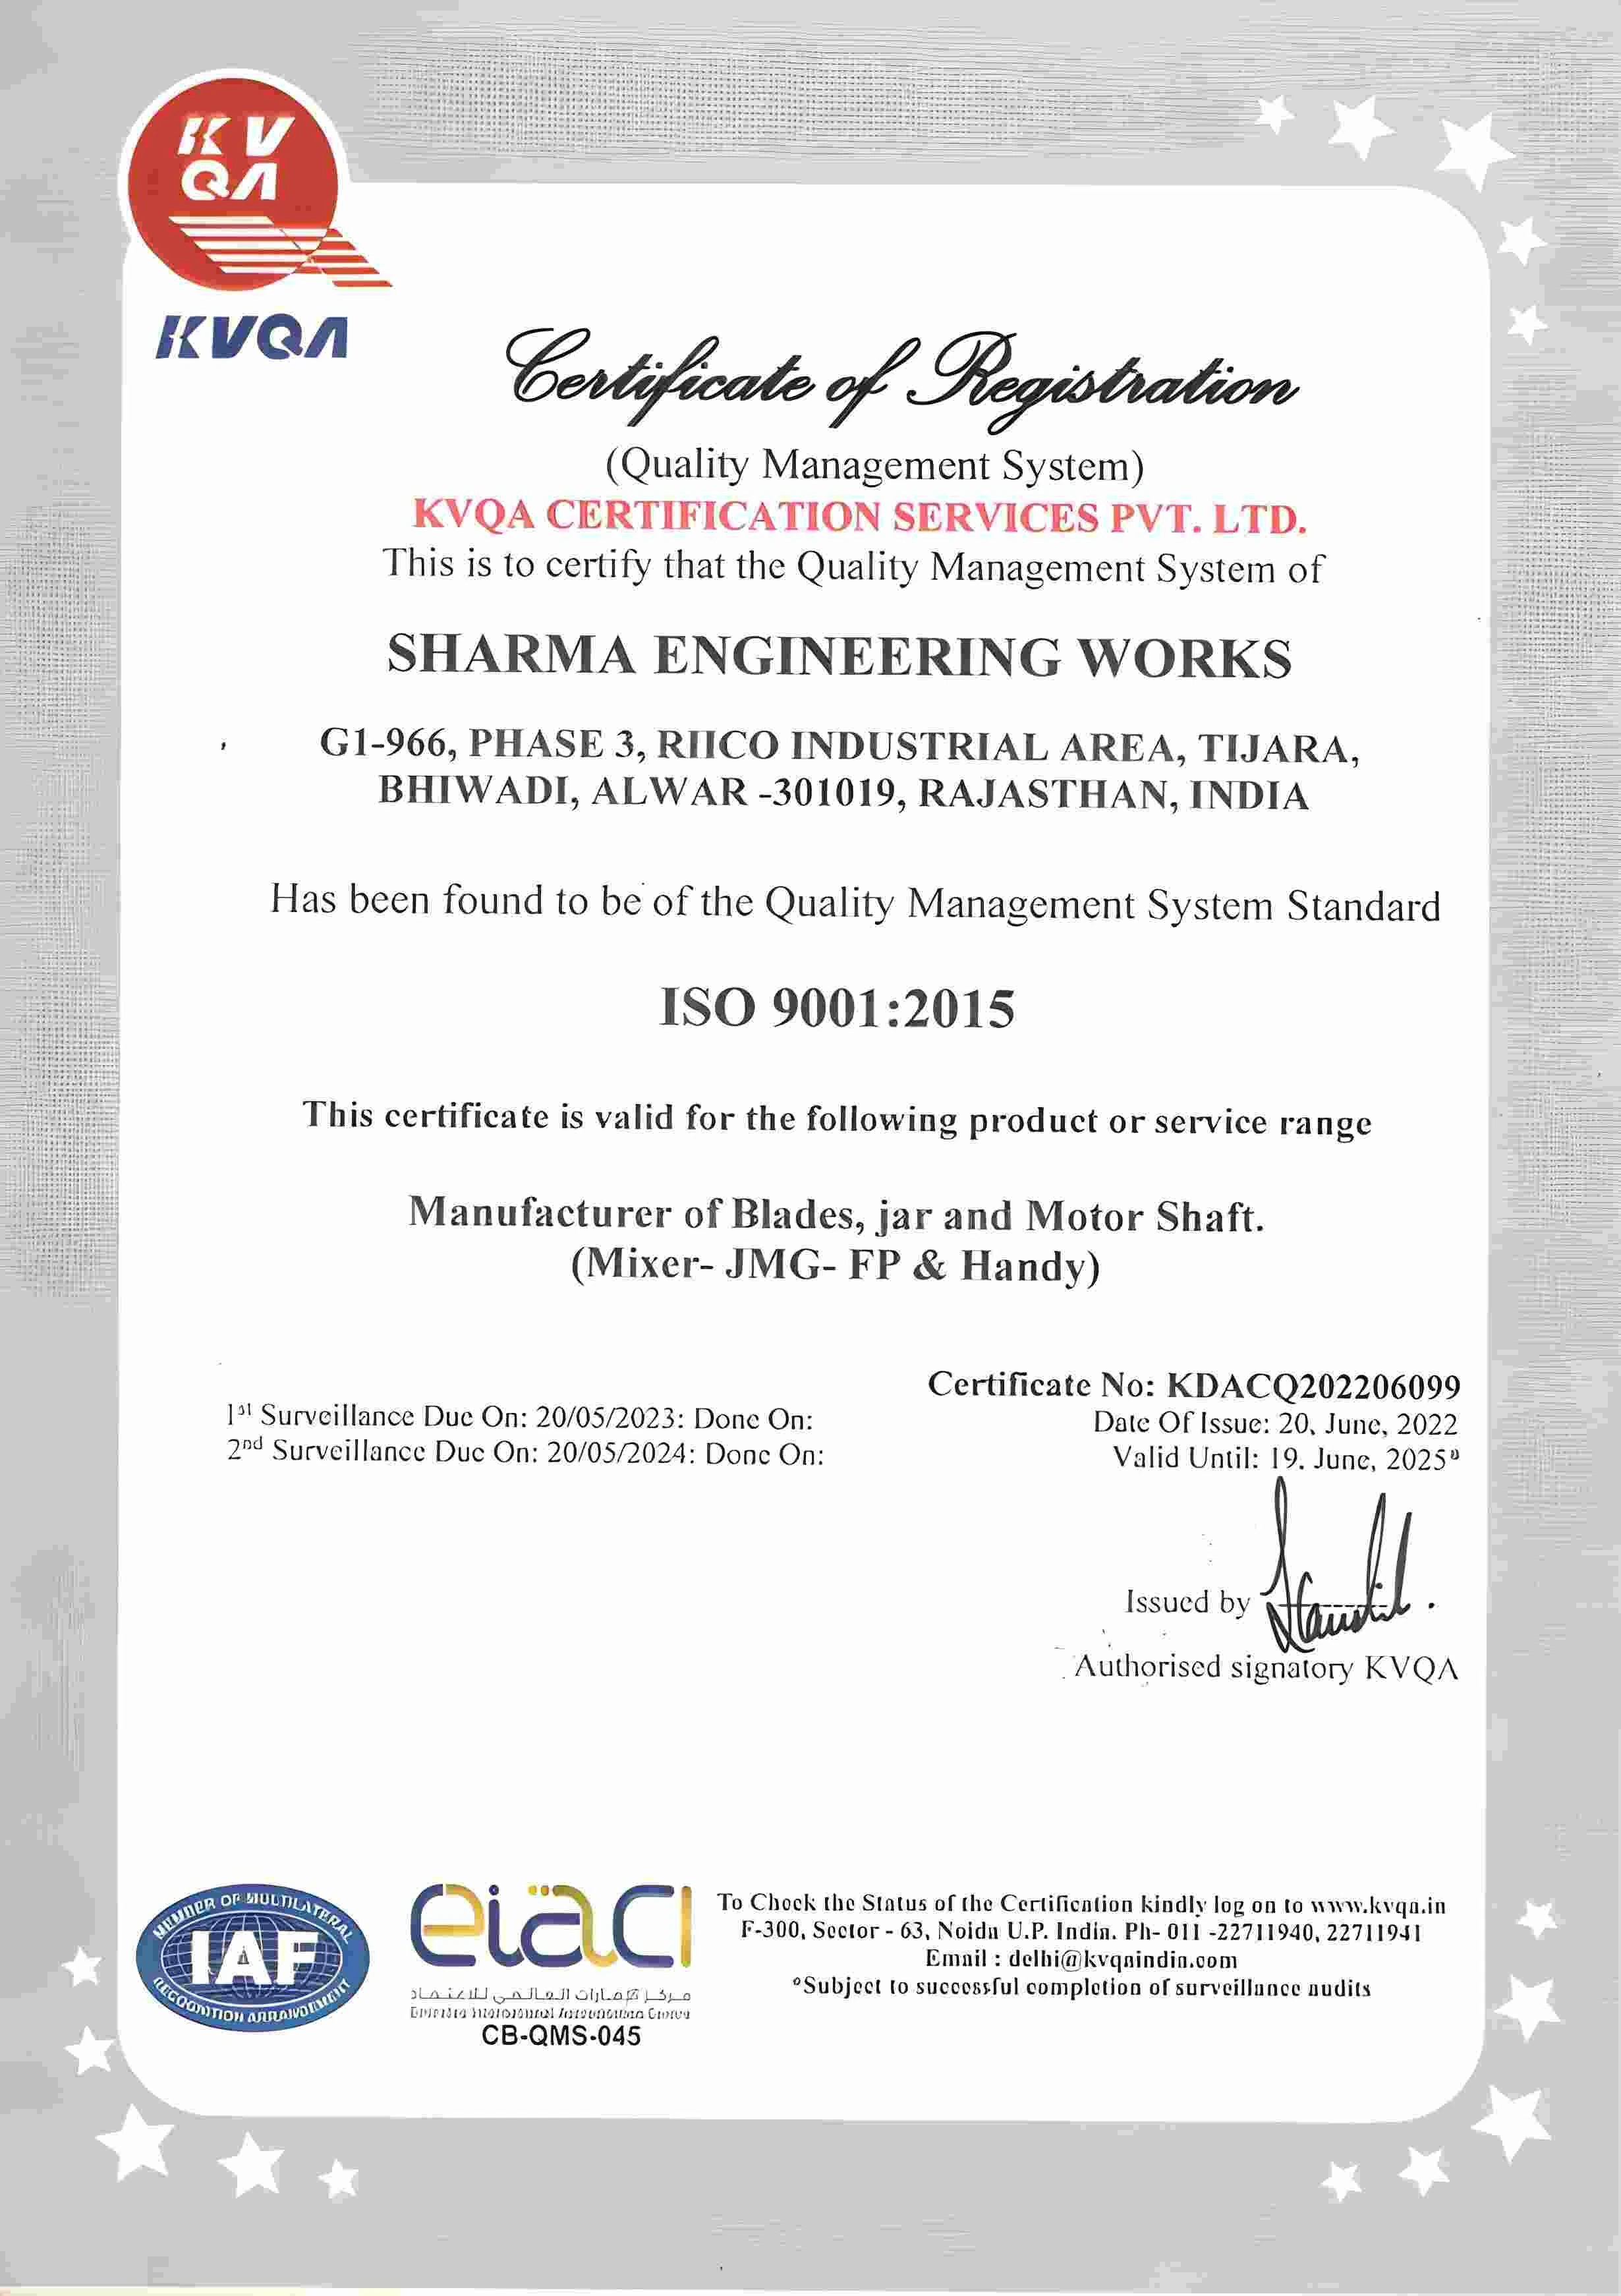 KV
QA
KVQA
Certificate of Registration
(Quality Management System)
KVQA CERTIFICATION SERVICES PVT. LTD.
This is to certify that the Quality Management System of
SHARMA ENGINEERING WORKS
G1-966, PHASE 3, RIICO INDUSTRIAL AREA, TIJARA,
BHIWADI, ALWAR -301019, RAJASTHAN, INDIA
Has been found to be of the Quality Management System Standard
ISO 9001:2015
This certificate is valid for the following product or service range
Manufacturer of Blades, jar and Motor Shaft.
(Mixer- JMG- FP & Handy)
Certificate No: KDACQ202206099
1st Surveillance Due On: 20/05/2023: Done On:
Date Of Issue: 20, June, 2022
2nd Surveillance Due On: 20/05/2024: Done On:
Valid Until: 19. June, 2025*
Issued by
Authorised signatory KVQA
MEMBER OF MULTILATERAL
IAF
RECOGNITION ARRANGEMENT
eiac
مركز الإمارات العالمي للاعتماد
Emirates International Accreditation Centre
CB-QMS-045
To Check the Status of the Certification kindly log on to www.kvqa.in
F-300, Sector - 63, Noida U.P. India. Ph- 011 -22711940, 22711941
Email : delhi@kvqaindia.com
*Subject to successful completion of surveillance audits